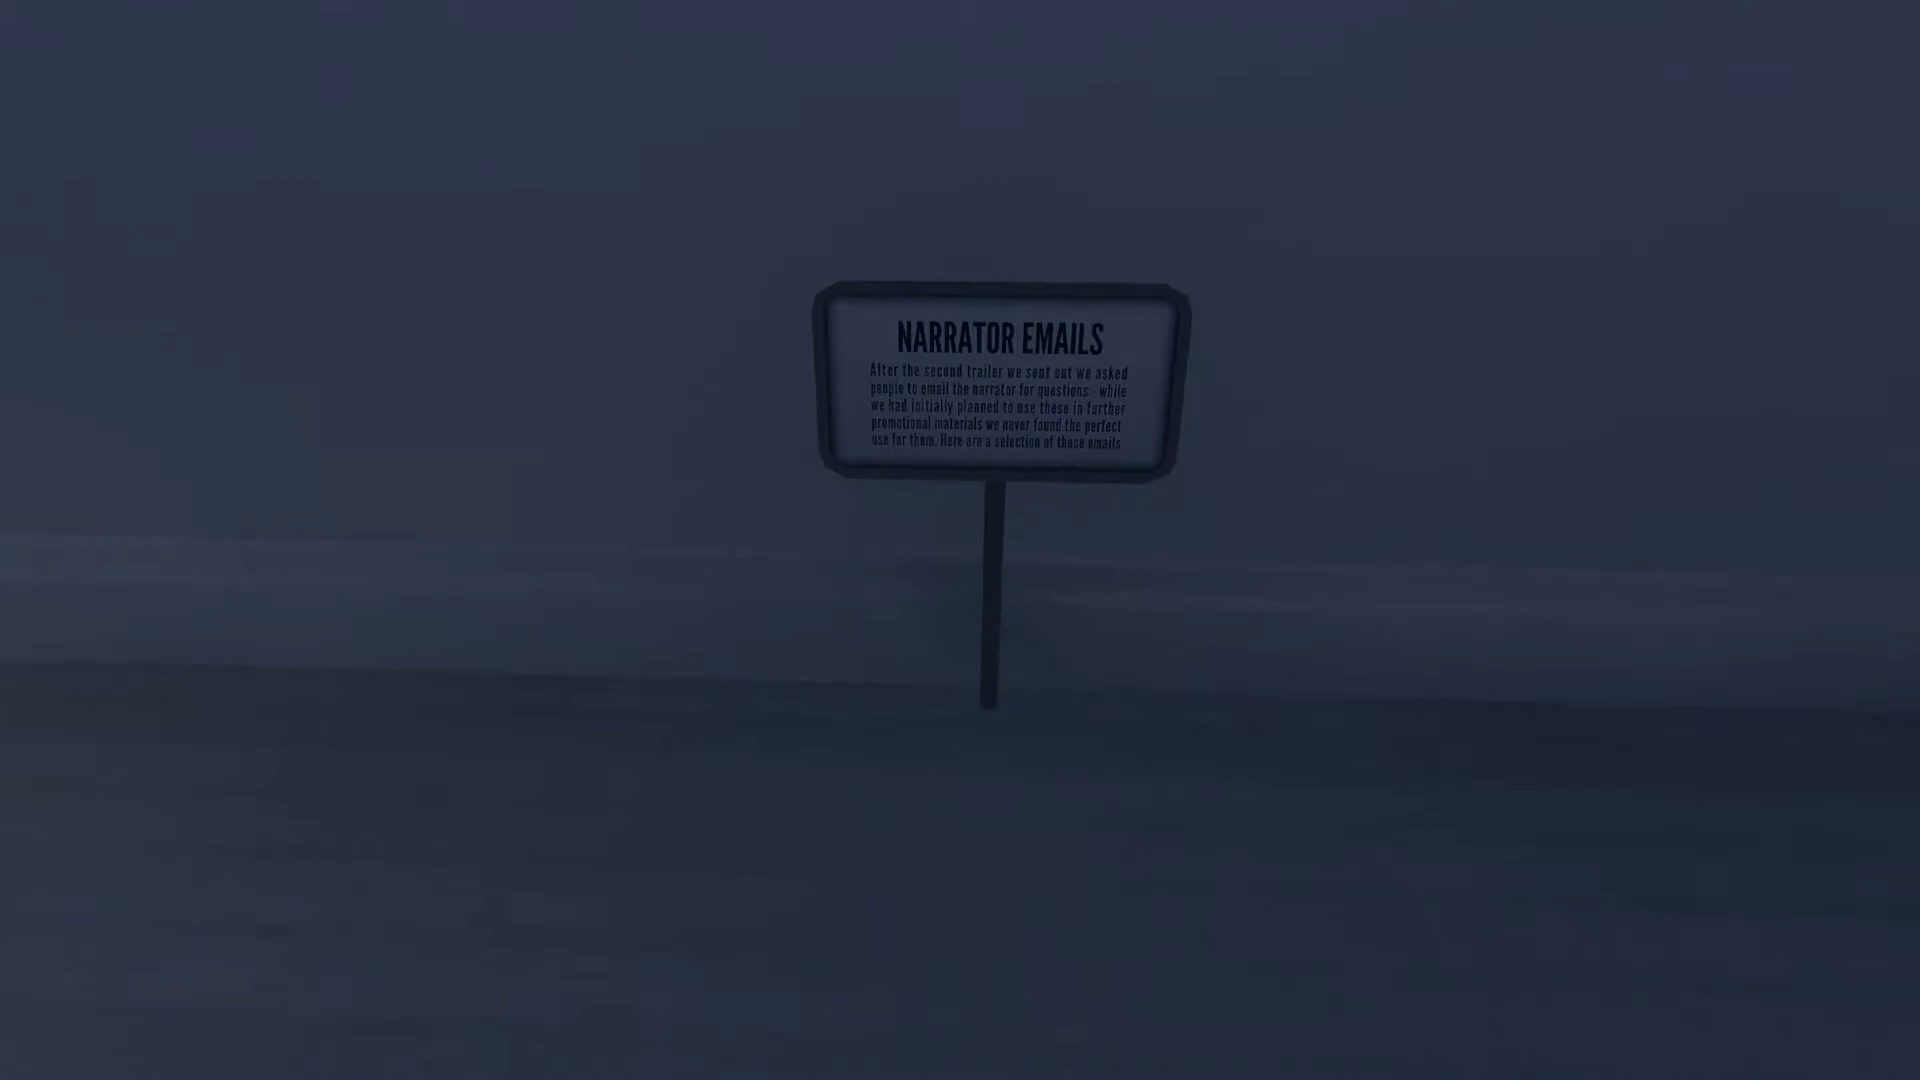 NARRATOR EMAILS
After the second trailer we sent out we asked
people to email the narrator for questions - while
we had initially planned to use these in further
promotional materials we never found the perfect
use for them. Here are a selection of those emails